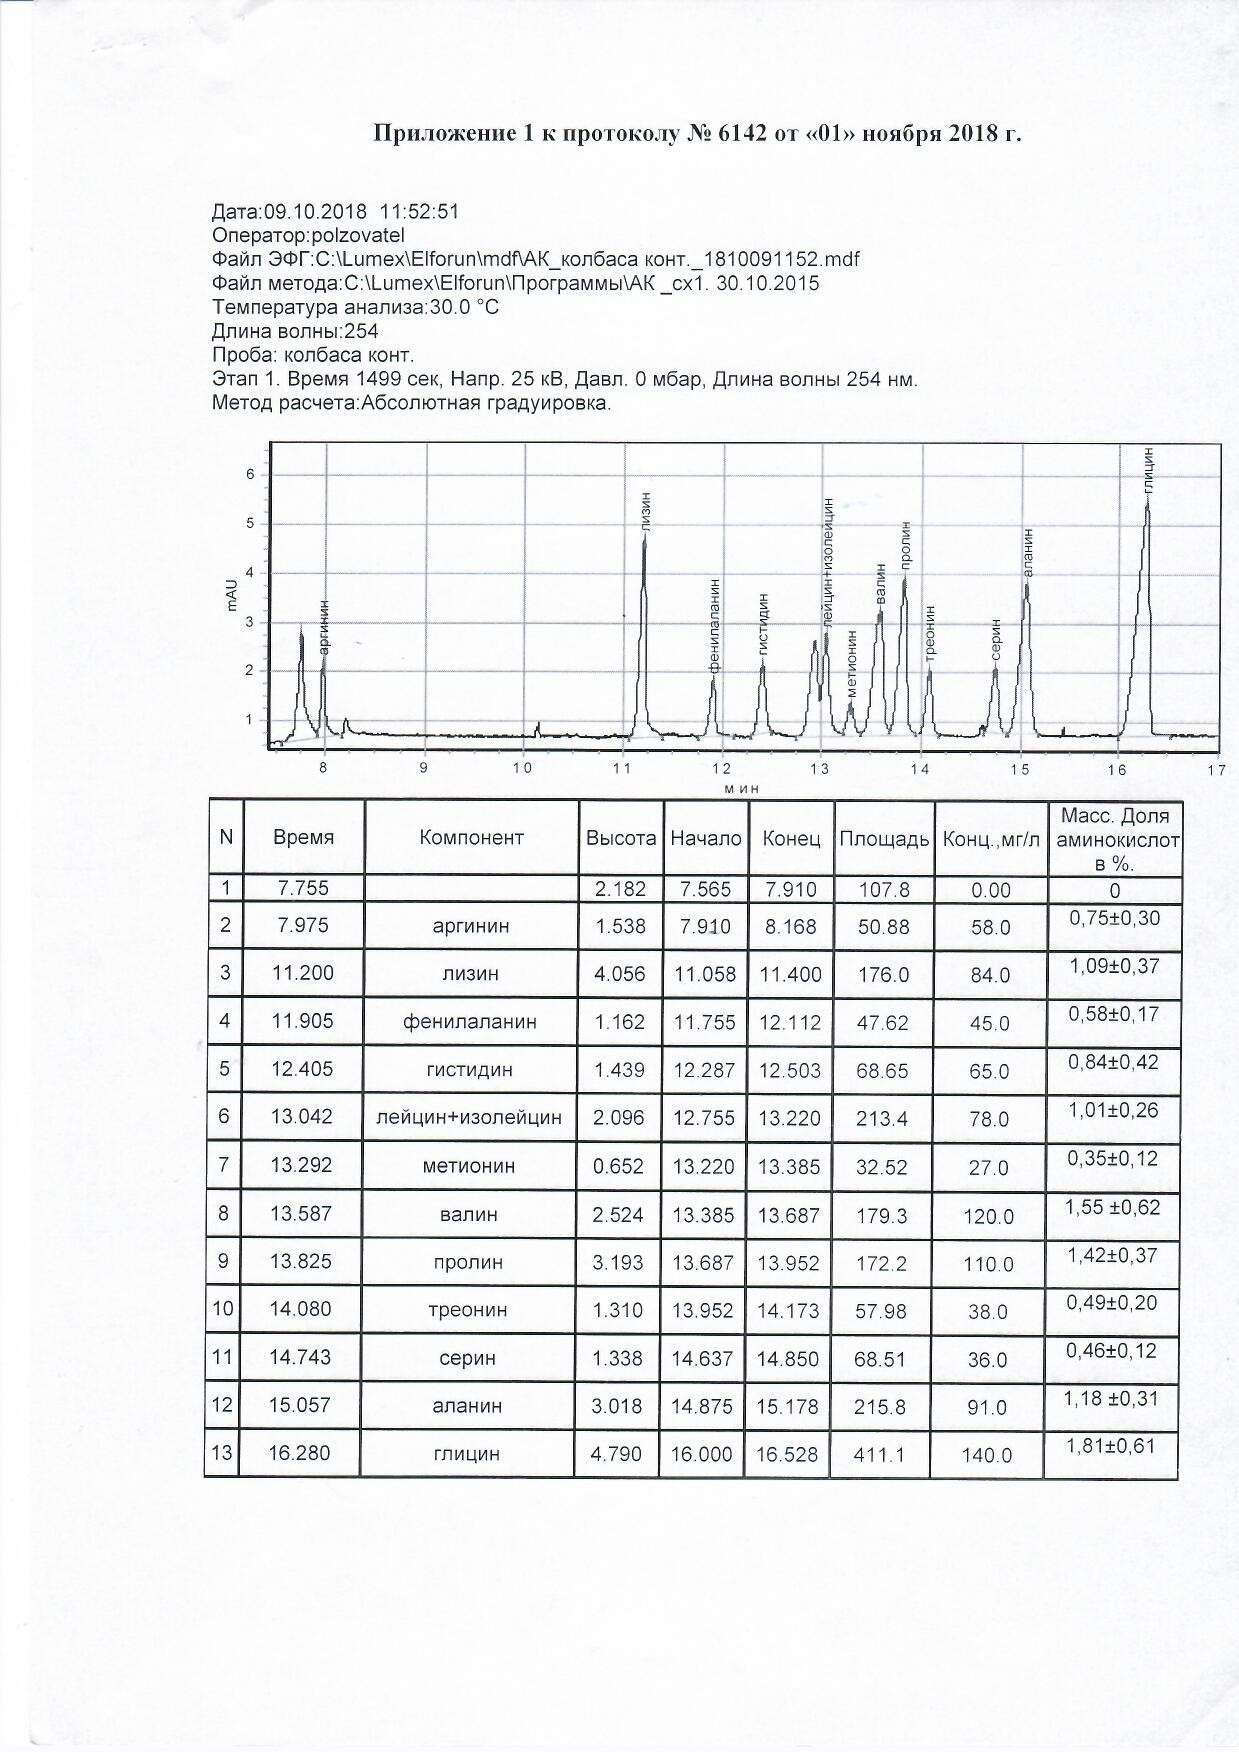 Приложение 1 к протоколу № 6142 от «01» ноября 2018 г.
Дата:09.10.2018 11:52:51
Оператор:polzovatel
Файл ЭФГ:C:\Lumex\Elforun\mdf\АК_колбаса конт._1810091152.mdf
Файл метода:C:\Lumex\Elforun\Программы\АК _сх1. 30.10.2015
Температура анализа:30.0 °C
Длина волны:254
Проба: колбаса конт.
Этап 1. Время 1499 сек, Напр. 25 кВ, Давл. 0 мбар, Длина волны 254 нм.
Метод расчета:Абсолютная градуировка.
mAU
6
5
4
3
2
1
аргинин
лизин
фенилаланин
гистидин
лейцин+изолейцин
метионин
валин
пролин
треонин
серин
аланин
глицин
8 9 10 11 12 13 14 15 16 17
мин
N Время Компонент Высота Начало Конец Площадь Конц.,мг/л Масс. Доля аминокислот в %.
1 7.755 2.182 7.565 7.910 107.8 0.00 0
2 7.975 аргинин 1.538 7.910 8.168 50.88 58.0 0,75±0,30
3 11.200 лизин 4.056 11.058 11.400 176.0 84.0 1,09±0,37
4 11.905 фенилаланин 1.162 11.755 12.112 47.62 45.0 0,58±0,17
5 12.405 гистидин 1.439 12.287 12.503 68.65 65.0 0,84±0,42
6 13.042 лейцин+изолейцин 2.096 12.755 13.220 213.4 78.0 1,01±0,26
7 13.292 метионин 0.652 13.220 13.385 32.52 27.0 0,35±0,12
8 13.587 валин 2.524 13.385 13.687 179.3 120.0 1,55 ±0,62
9 13.825 пролин 3.193 13.687 13.952 172.2 110.0 1,42±0,37
10 14.080 треонин 1.310 13.952 14.173 57.98 38.0 0,49±0,20
11 14.743 серин 1.338 14.637 14.850 68.51 36.0 0,46±0,12
12 15.057 аланин 3.018 14.875 15.178 215.8 91.0 1,18 ±0,31
13 16.280 глицин 4.790 16.000 16.528 411.1 140.0 1,81±0,61